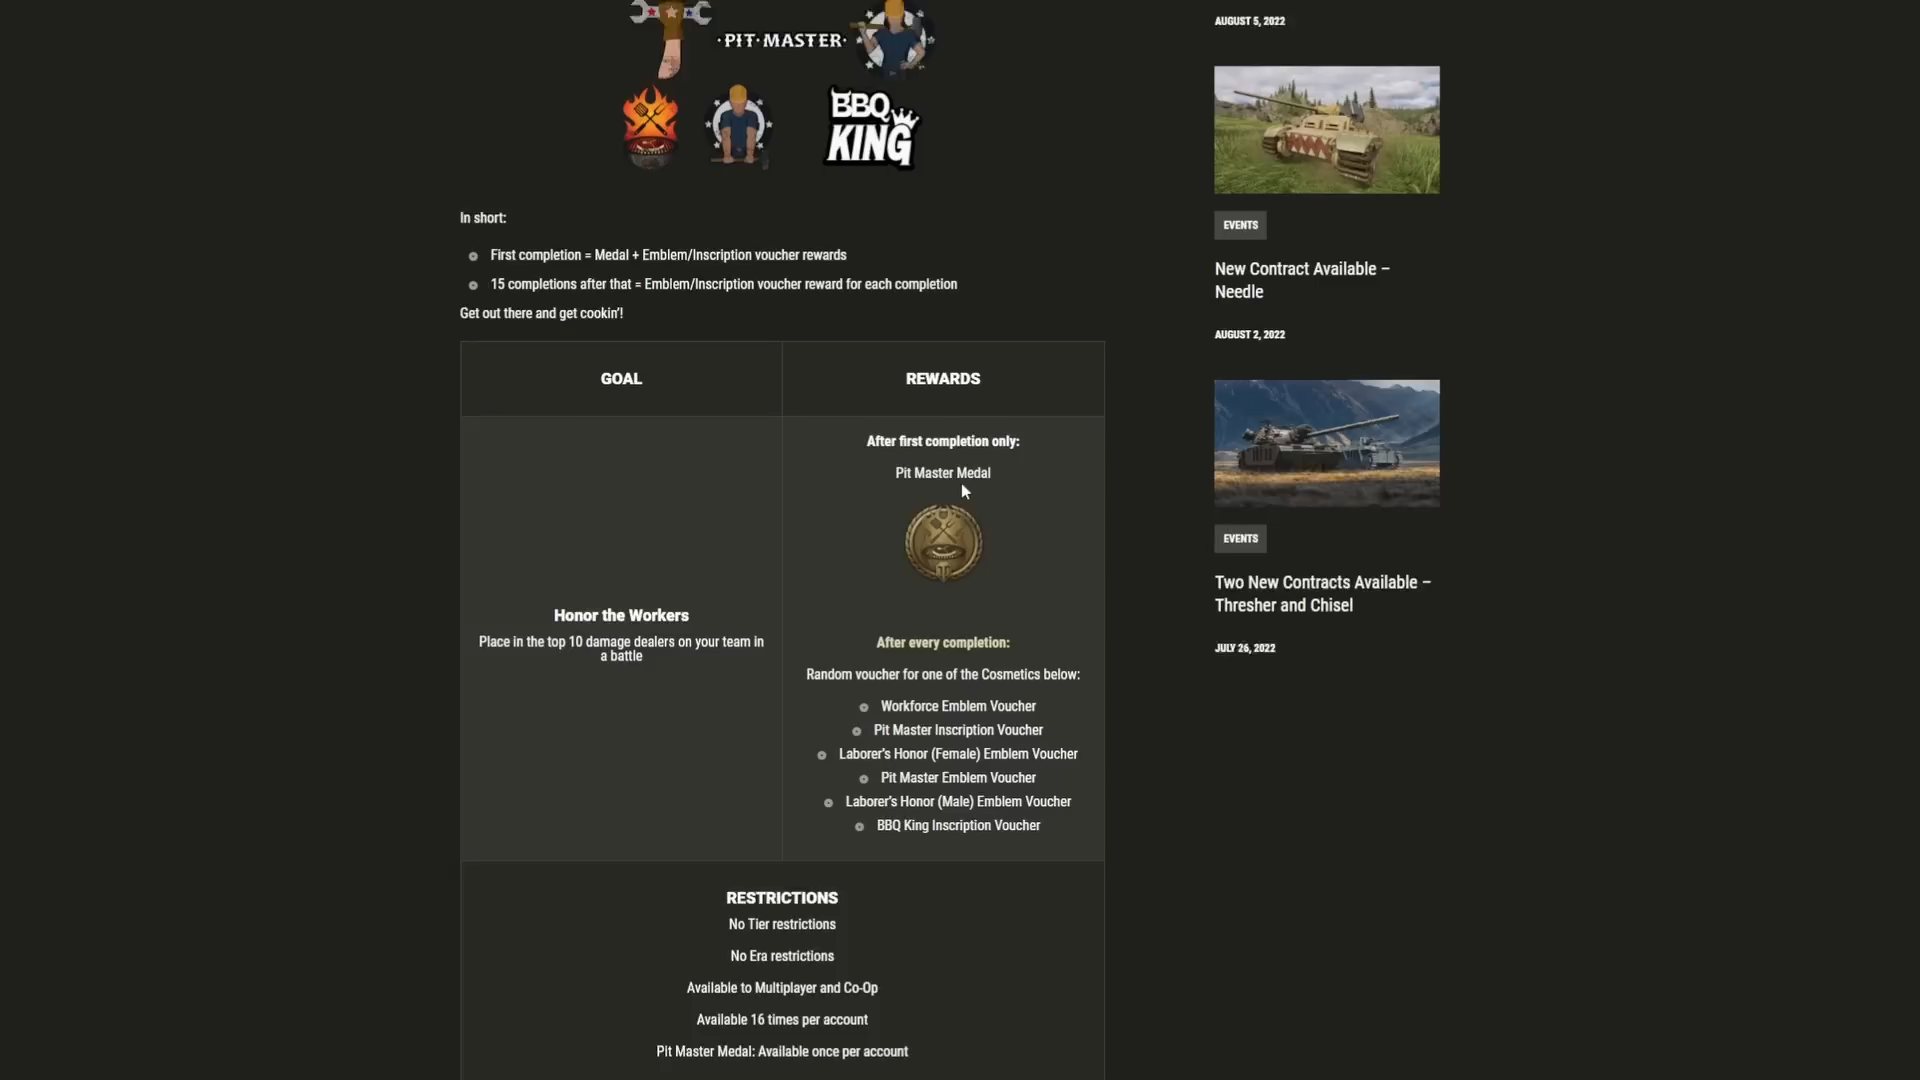 ·PIT·MASTER·
BBQ
KING
In short:
First completion = Medal + Emblem/Inscription voucher rewards
15 completions after that = Emblem/Inscription voucher reward for each completion
Get out there and get cookin'!
GOAL
REWARDS
Honor the Workers
Place in the top 10 damage dealers on your team in
a battle
After first completion only:
Pit Master Medal
After every completion:
Random voucher for one of the Cosmetics below:
Workforce Emblem Voucher
Pit Master Inscription Voucher
Laborer's Honor (Female) Emblem Voucher
Pit Master Emblem Voucher
Laborer's Honor (Male) Emblem Voucher
BBQ King Inscription Voucher
RESTRICTIONS
No Tier restrictions
No Era restrictions
Available to Multiplayer and Co-Op
Available 16 times per account
Pit Master Medal: Available once per account
AUGUST 5, 2022
EVENTS
New Contract Available –
Needle
AUGUST 2, 2022
EVENTS
Two New Contracts Available –
Thresher and Chisel
JULY 26, 2022